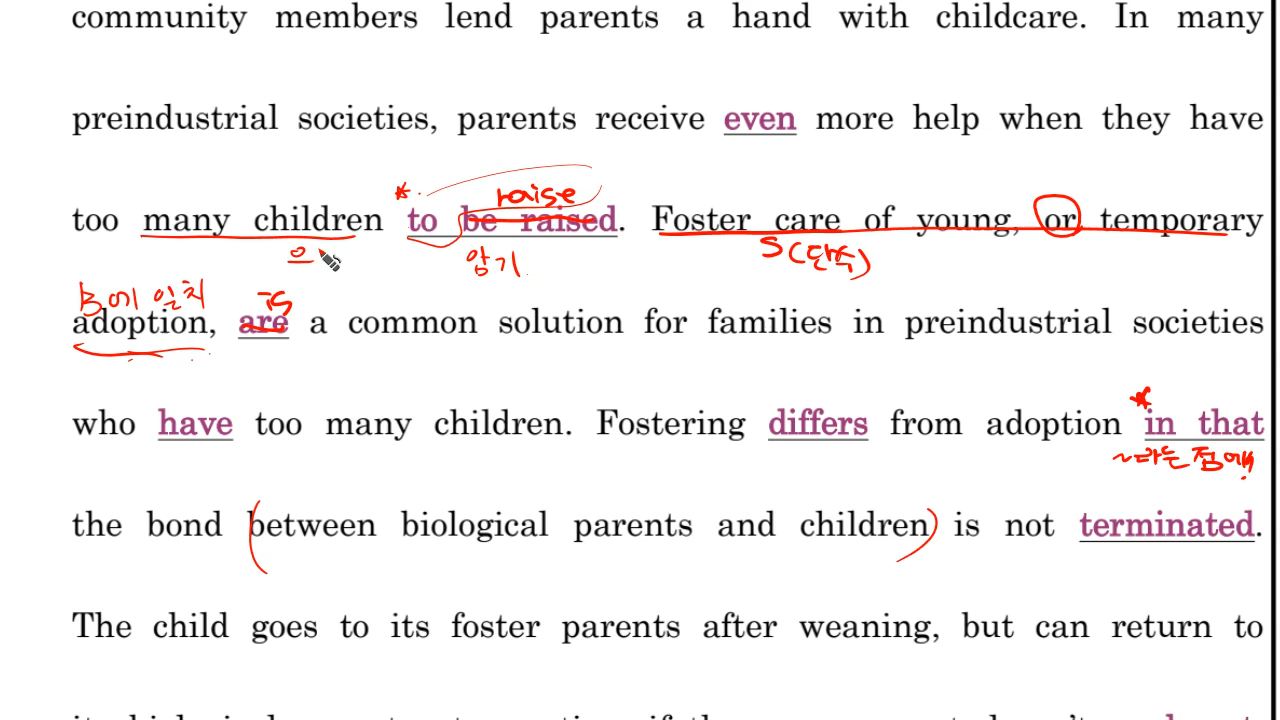 community members lend parents a hand with childcare. In many
preindustrial societies, parents receive even more help when they have
raise
too many children to be raised. Foster care of young, or temporary
S(단수)
암기
B에 일치 is
adoption, are a common solution for families in preindustrial societies
who have too many children. Fostering differs from adoption in that
~라는 점에서
the bond between biological parents and children is not terminated.
The child goes to its foster parents after weaning, but can return to